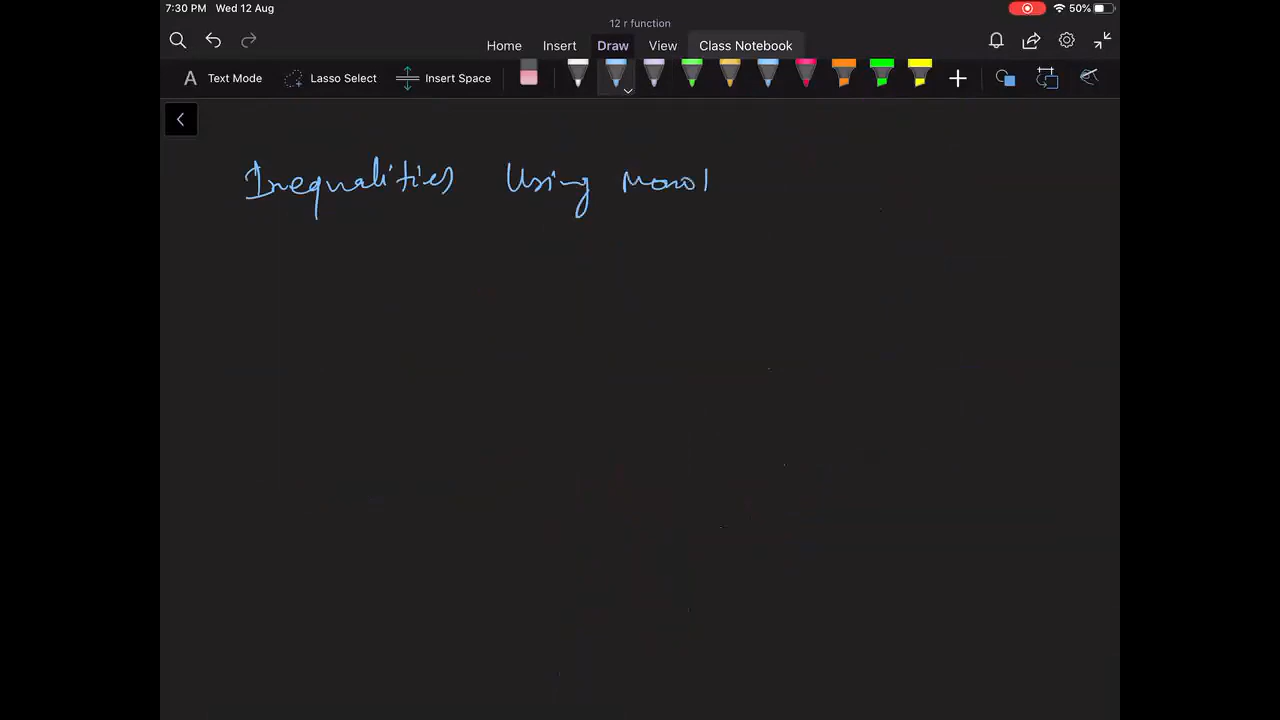 7:30 PM Wed 12 Aug
50%
12 r function
Home Insert Draw View Class Notebook
A Text Mode Lasso Select Insert Space
Inequalities Using